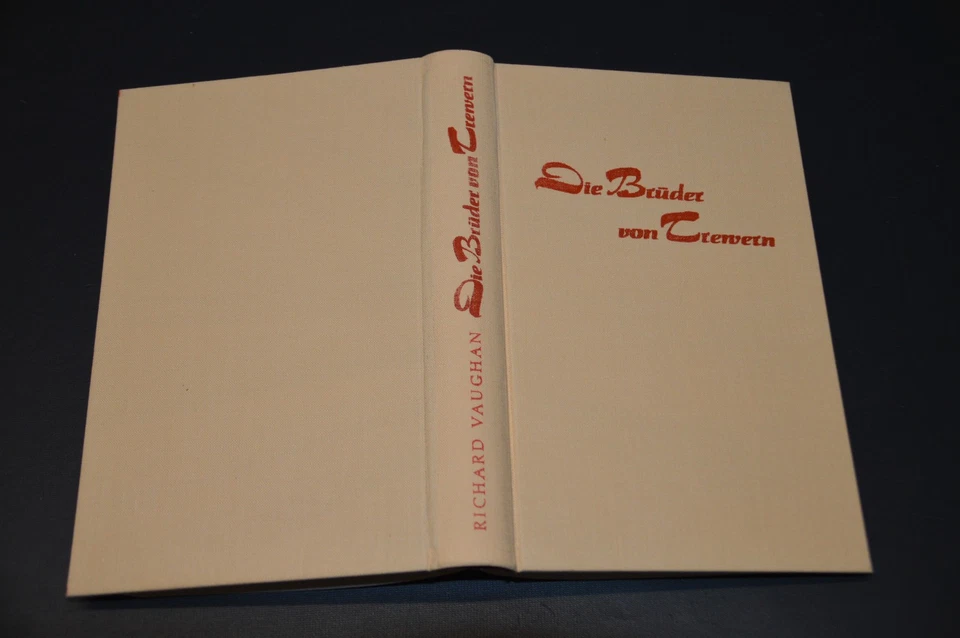 RICHARD VAUGHAN Die Brüder von Trewern
Die Brüder
von Trewern